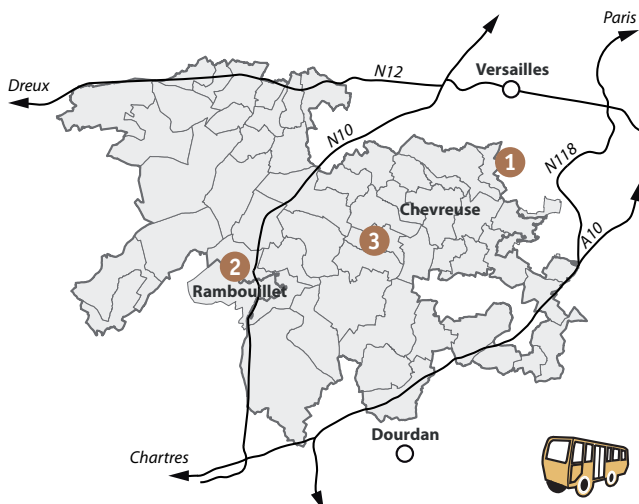 Paris
Dreux
N12
Versailles
N10
1
N118
Chevreuse
A10
3
2
Rambouillet
Dourdan
Chartres